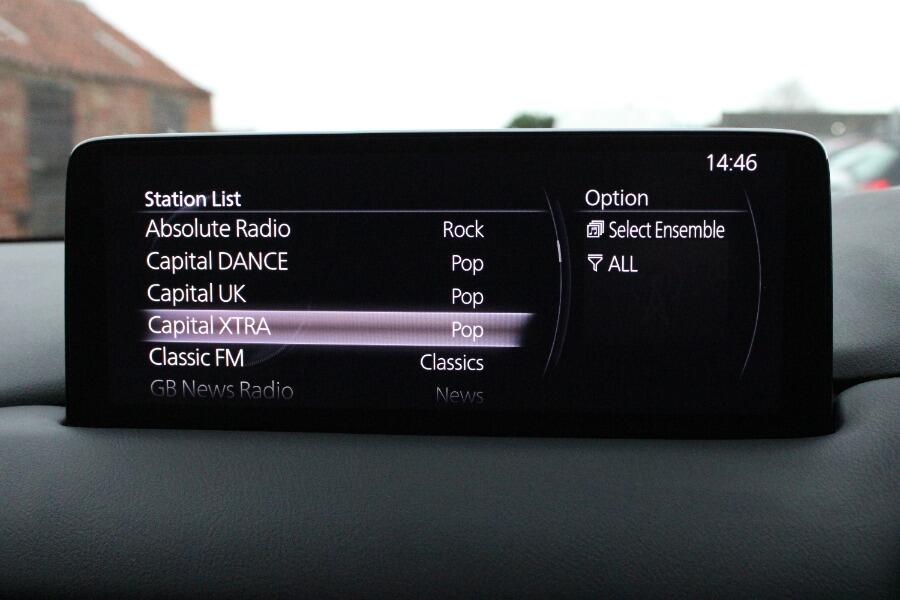 14:46
Station List
Absolute Radio Rock
Capital DANCE Pop
Capital UK Pop
Capital XTRA Pop
Classic FM Classics
GB News Radio News
Option
Select Ensemble
ALL